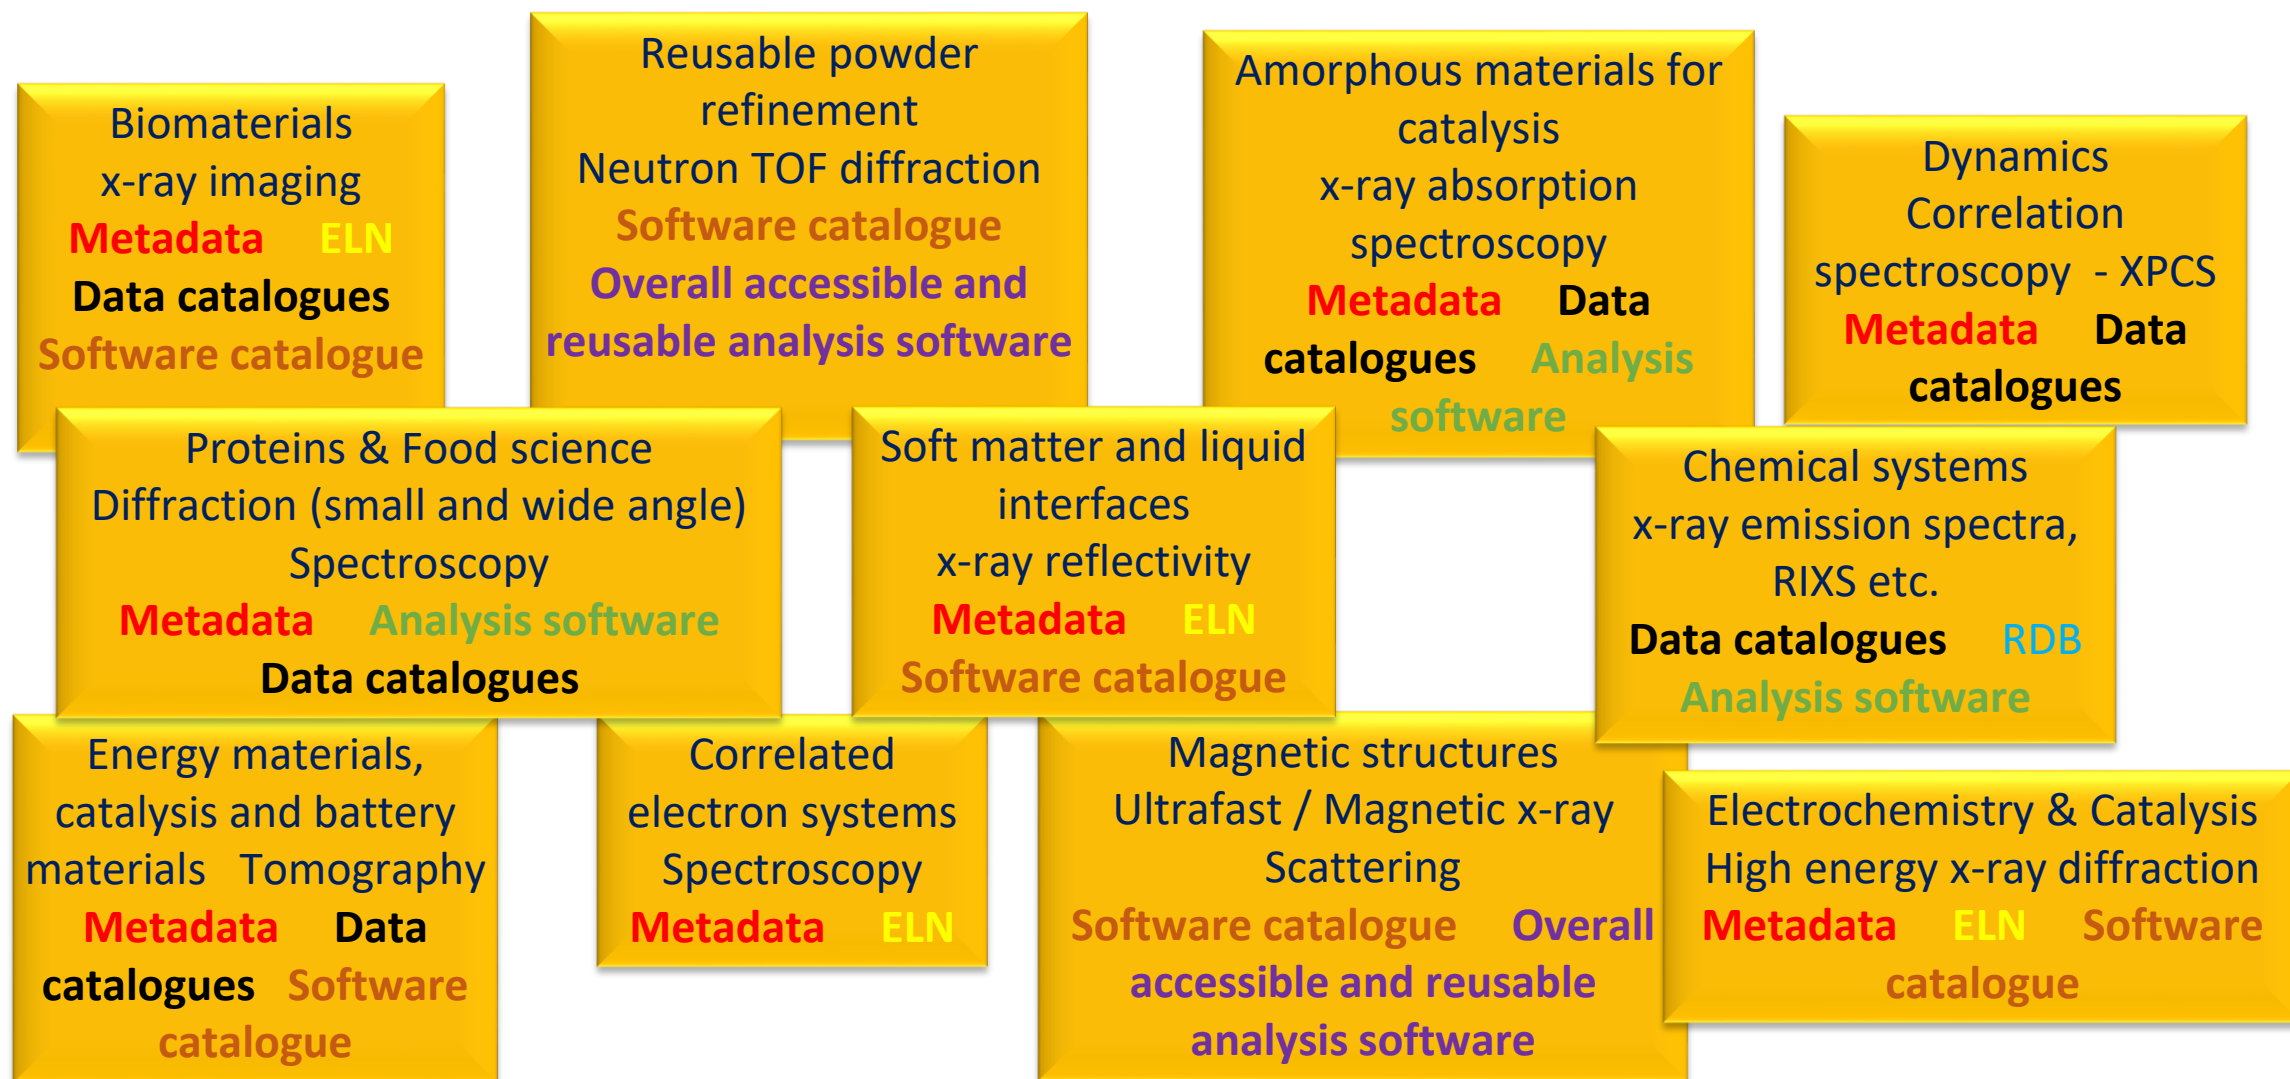 Biomaterials
x-ray imaging
Metadata ELN
Data catalogues
Software catalogue
Reusable powder
refinement
Neutron TOF diffraction
Software catalogue
Overall accessible and
reusable analysis software
Amorphous materials for
catalysis
x-ray absorption
spectroscopy
Metadata Data
catalogues Analysis
software
Dynamics
Correlation
spectroscopy - XPCS
Metadata Data
catalogues
Proteins & Food science
Diffraction (small and wide angle)
Spectroscopy
Metadata Analysis software
Data catalogues
Soft matter and liquid
interfaces
x-ray reflectivity
Metadata ELN
Software catalogue
Chemical systems
x-ray emission spectra,
RIXS etc.
Data catalogues RDB
Analysis software
Energy materials,
catalysis and battery
materials Tomography
Metadata Data
catalogues Software
catalogue
Correlated
electron systems
Spectroscopy
Metadata ELN
Magnetic structures
Ultrafast / Magnetic x-ray
Scattering
Software catalogue Overall
accessible and reusable
analysis software
Electrochemistry & Catalysis
High energy x-ray diffraction
Metadata ELN Software
catalogue